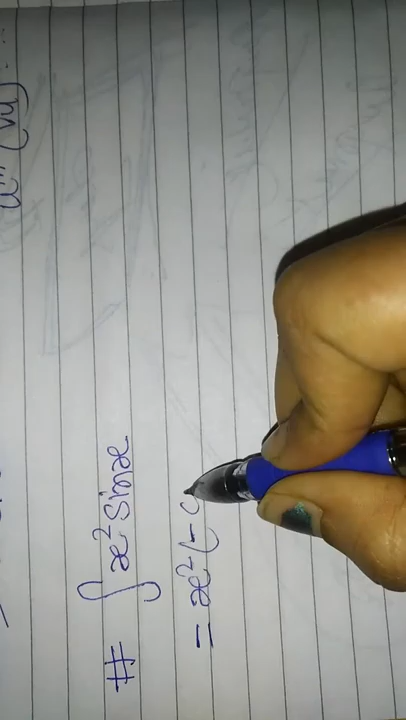 # ∫ x² sinx
= x² (- c